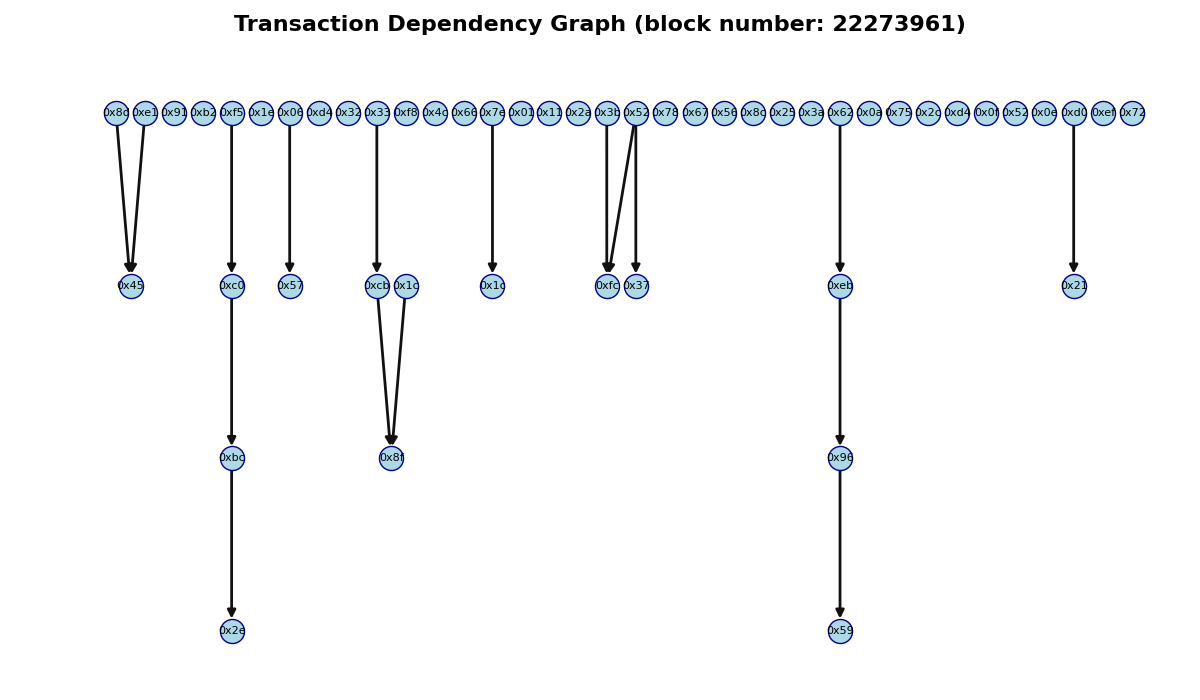 Transaction Dependency Graph (block number: 22273961)
0x8d 0xe1 0x91 0xb2 0xf5 0x1e 0x06 0xd4 0x32 0x33 0xf8 0x4c 0x66 0x7e 0x01 0x11 0x2a 0x3b 0x52 0x78 0x67 0x56 0x8c 0x25 0x3a 0x62 0x0a 0x75 0x2c 0xd4 0x0f 0x52 0x0e 0xd0 0xef 0x72
0x45 0xc0 0x57 0xcb 0x1c 0x1c 0xfc 0x37 0xeb 0x21
0xbc 0x8f 0x96
0x2e 0x59